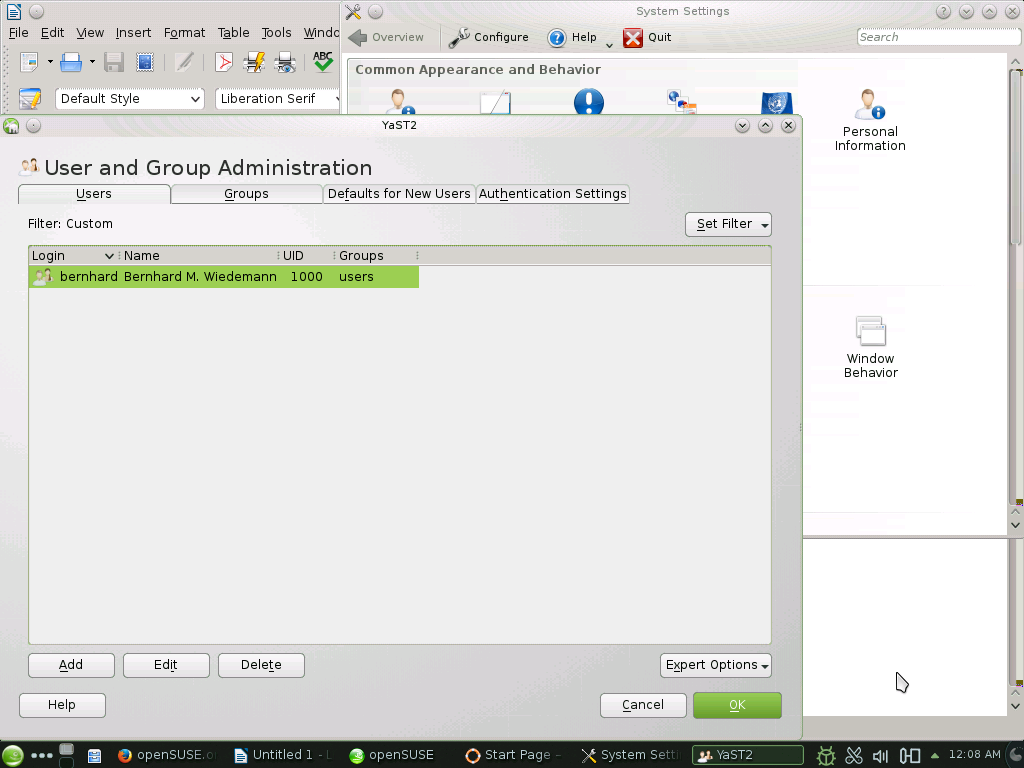 System Settings
File Edit View Insert Format Table Tools
Overview Configure Help Quit Search
ABC
Default Style Liberation Serif
Common Appearance and Behavior
Personal Information
YaST2
User and Group Administration
Users Groups Defaults for New Users Authentication Settings
Filter: Custom Set Filter
Login Name UID Groups
bernhard Bernhard M. Wiedemann 1000 users
Window Behavior
Add Edit Delete Expert Options
Help Cancel OK
openSUSE.o Untitled 1 - openSUSE Start Page - System Setti YaST2 12:08 AM